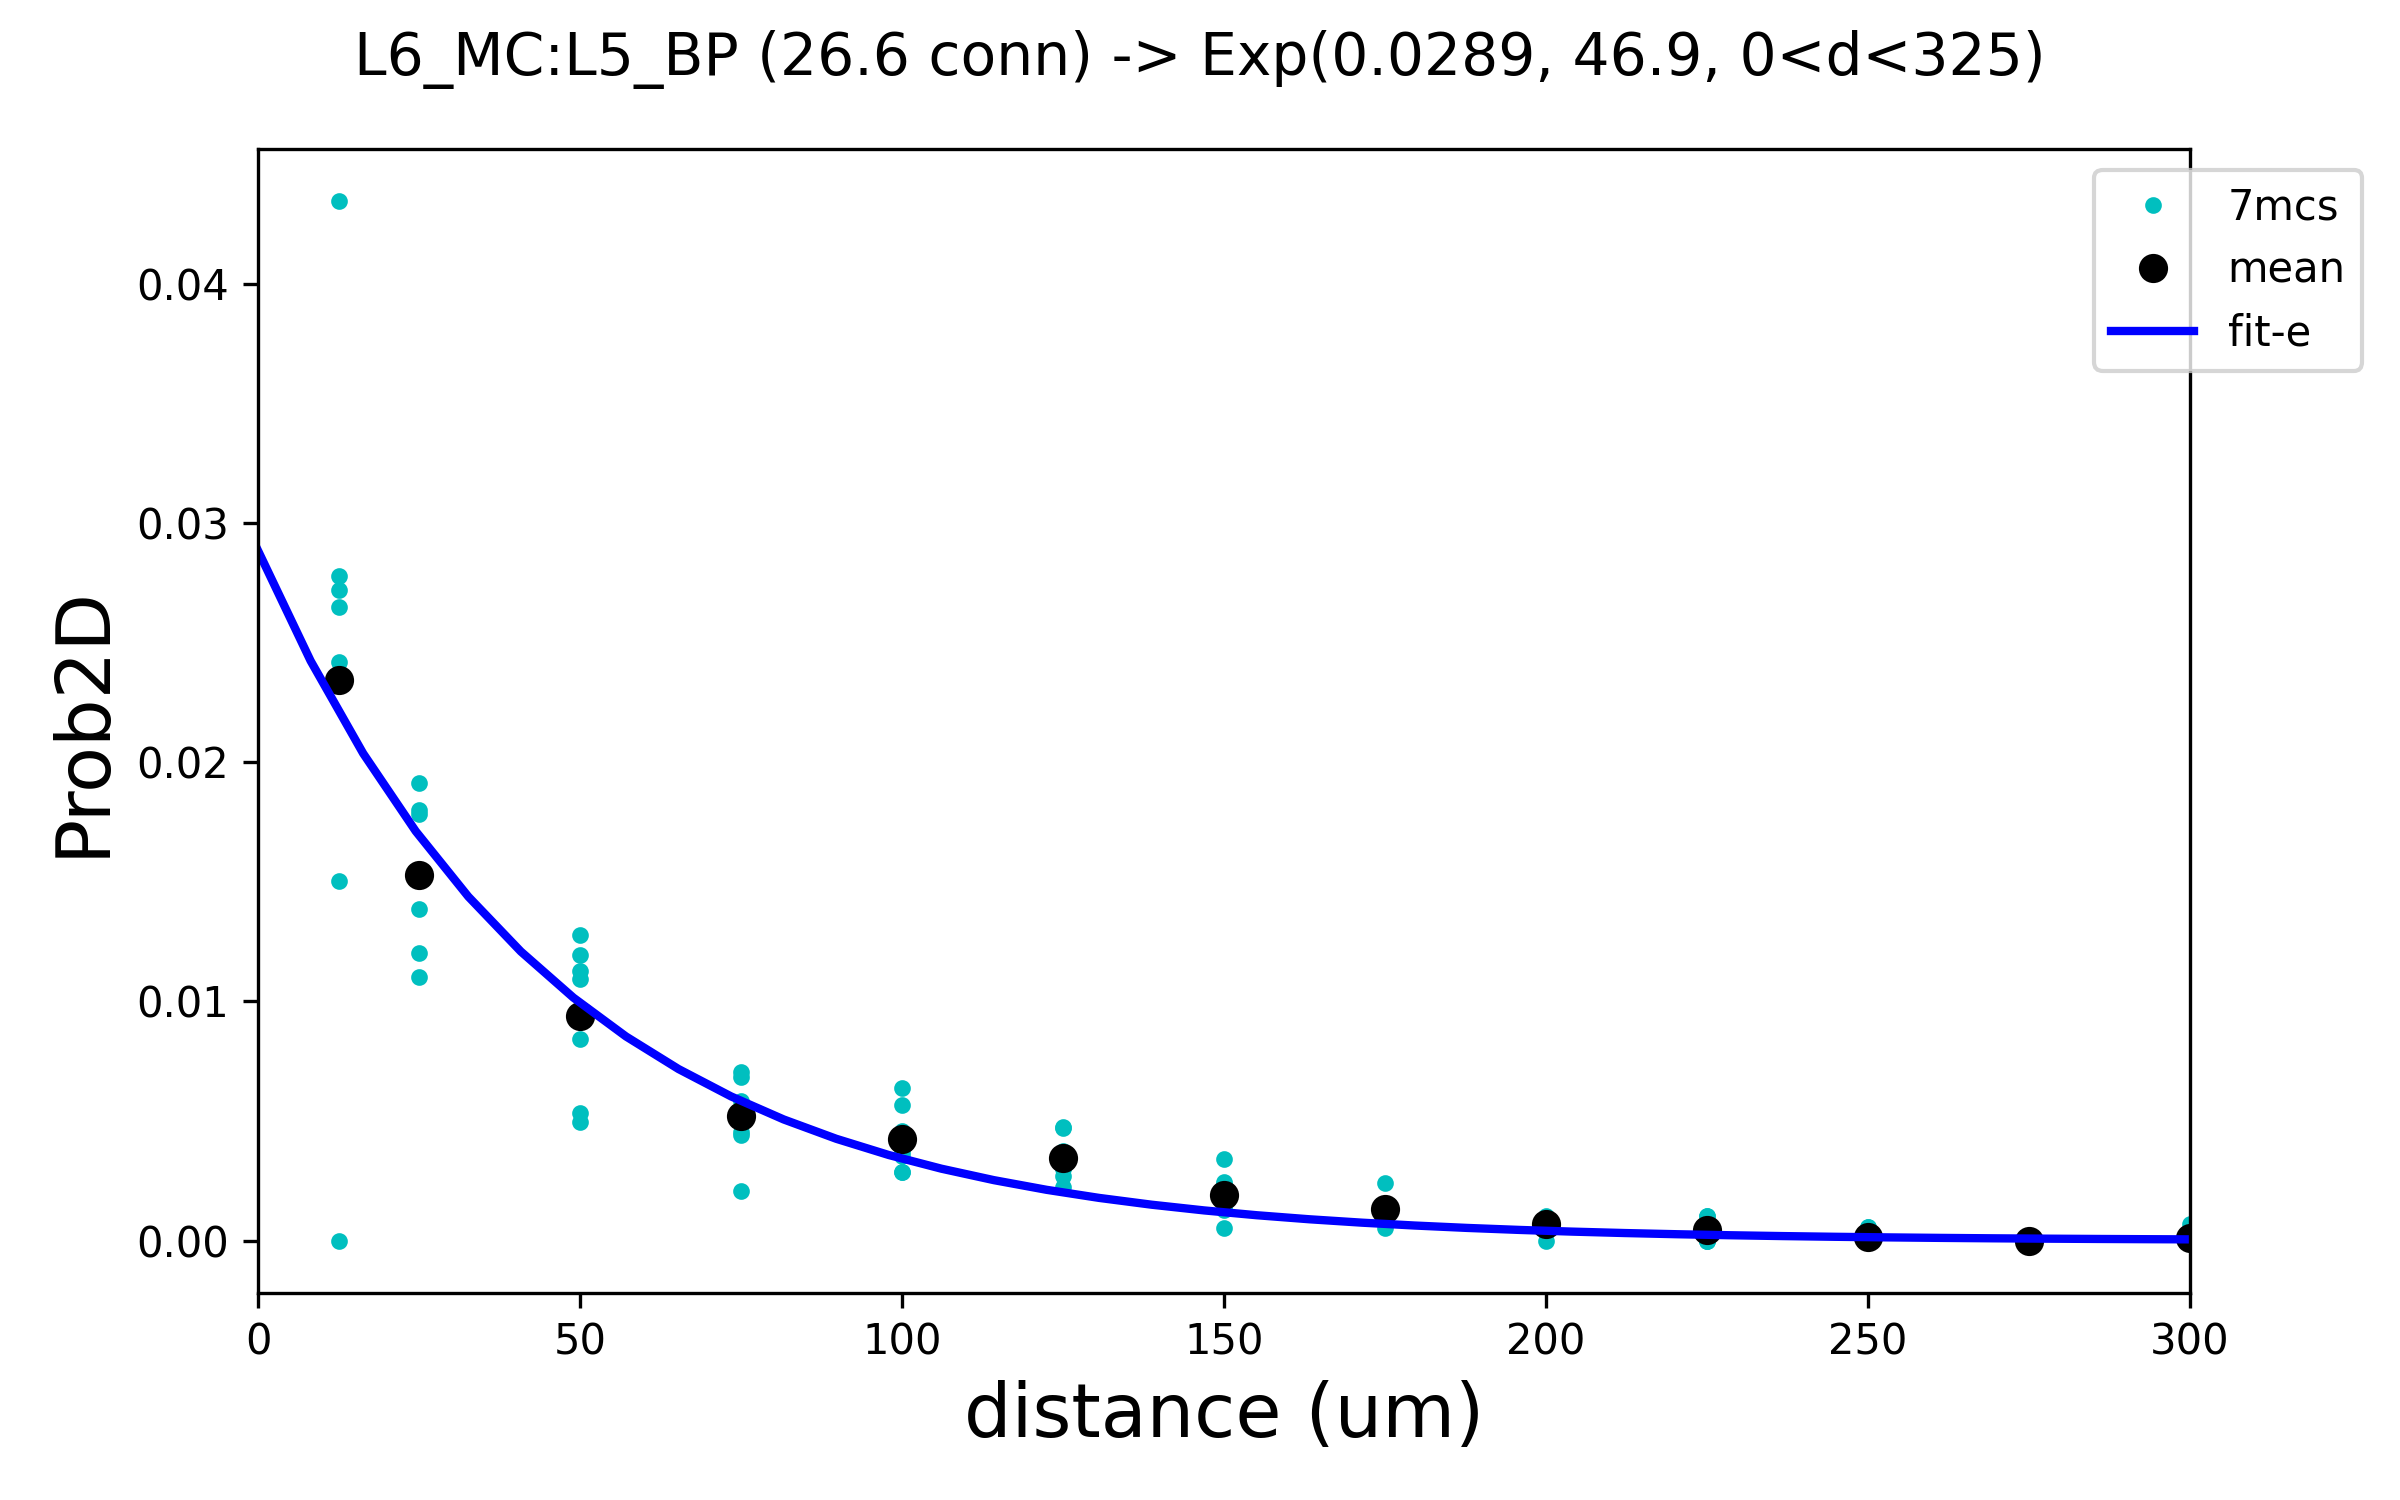 L6_MC:L5_BP (26.6 conn) -> Exp(0.0289, 46.9, 0<d<325)
7mcs
mean
fit-e
Prob2D
0.04
0.03
0.02
0.01
0.00
0 50 100 150 200 250 300
distance (um)